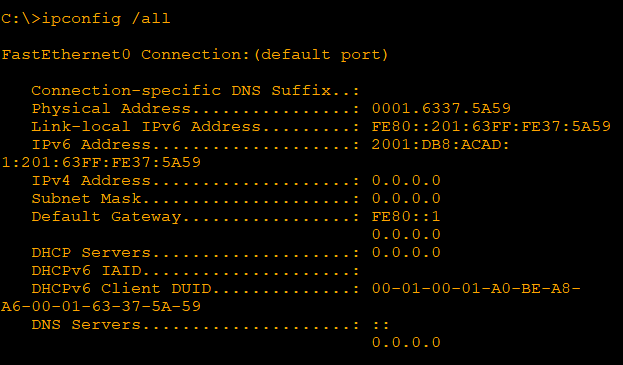 C:\>ipconfig /all
FastEthernet0 Connection:(default port)
Connection-specific DNS Suffix..:
Physical Address................: 0001.6337.5A59
Link-local IPv6 Address.........: FE80::201:63FF:FE37:5A59
IPv6 Address....................: 2001:DB8:ACAD:
1:201:63FF:FE37:5A59
IPv4 Address....................: 0.0.0.0
Subnet Mask.....................: 0.0.0.0
Default Gateway.................: FE80::1
0.0.0.0
DHCP Servers....................: 0.0.0.0
DHCPv6 IAID.....................:
DHCPv6 Client DUID..............: 00-01-00-01-A0-BE-A8-
A6-00-01-63-37-5A-59
DNS Servers.....................: ::
0.0.0.0